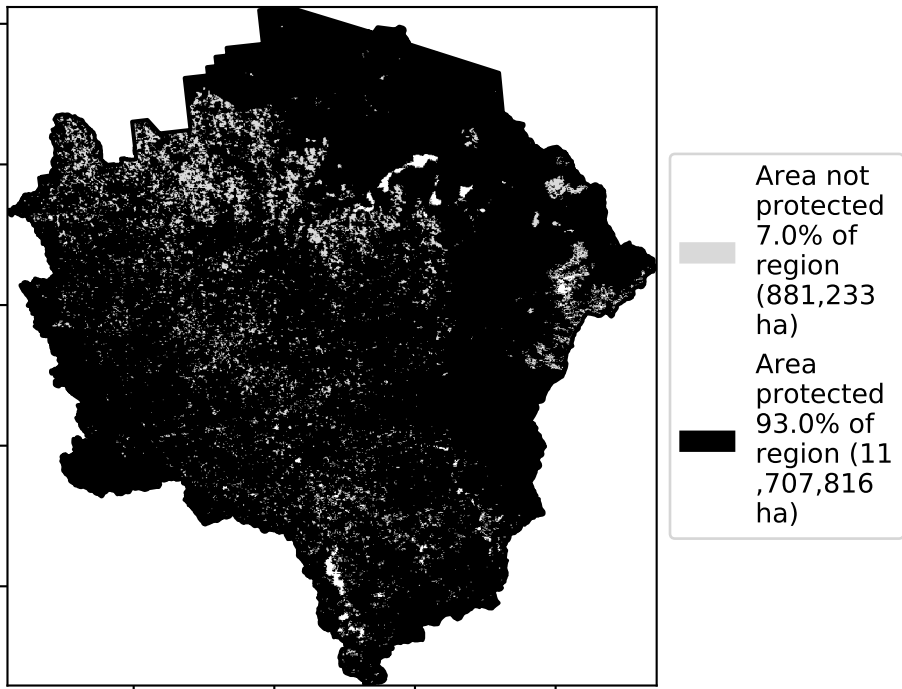 Area not
protected
7.0% of
region
(881,233
ha)
Area
protected
93.0% of
region (11
,707,816
ha)